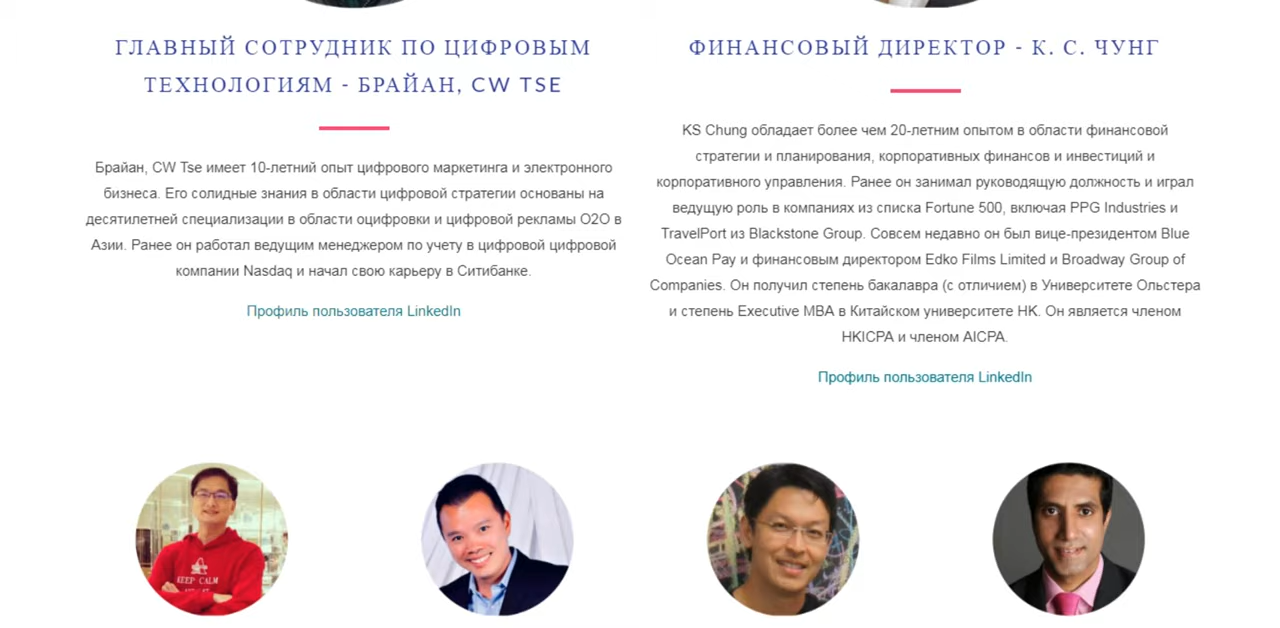 ГЛАВНЫЙ СОТРУДНИК ПО ЦИФРОВЫМ
ТЕХНОЛОГИЯМ - БРАЙАН, CW TSE
Брайан, CW Tse имеет 10-летний опыт цифрового маркетинга и электронного
бизнеса. Его солидные знания в области цифровой стратегии основаны на
десятилетней специализации в области оцифровки и цифровой рекламы O2O в
Азии. Ранее он работал ведущим менеджером по учету в цифровой цифровой
компании Nasdaq и начал свою карьеру в Ситибанке.
Профиль пользователя LinkedIn
ФИНАНСОВЫЙ ДИРЕКТОР - К. С. ЧУНГ
KS Chung обладает более чем 20-летним опытом в области финансовой
стратегии и планирования, корпоративных финансов и инвестиций и
корпоративного управления. Ранее он занимал руководящую должность и играл
ведущую роль в компаниях из списка Fortune 500, включая PPG Industries и
TravelPort из Blackstone Group. Совсем недавно он был вице-президентом Blue
Ocean Pay и финансовым директором Edko Films Limited и Broadway Group of
Companies. Он получил степень бакалавра (с отличием) в Университете Ольстера
и степень Executive MBA в Китайском университете НК. Он является членом
HKICPA и членом AICPA.
Профиль пользователя LinkedIn
KEEP CALM